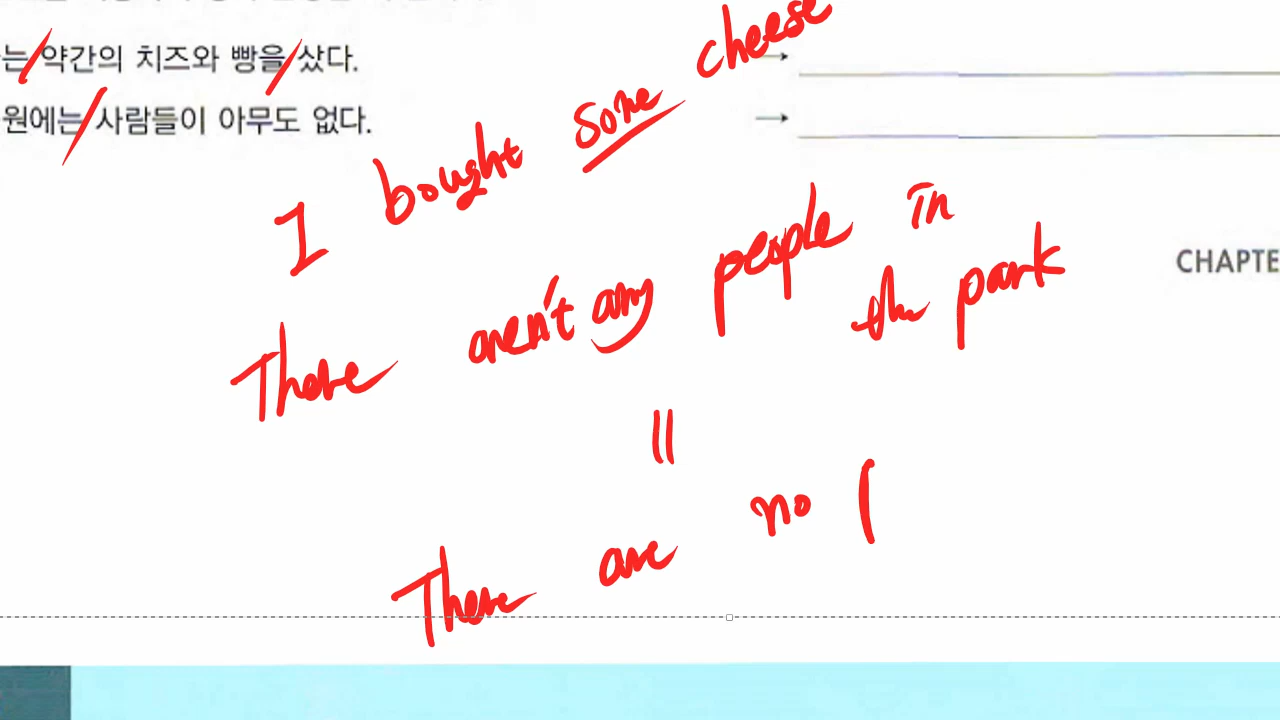 는 약간의 치즈와 빵을 샀다. →
원에는 사람들이 아무도 없다. →
I bought some cheese
There aren't any people in
the park
CHAPTE
||
There are no